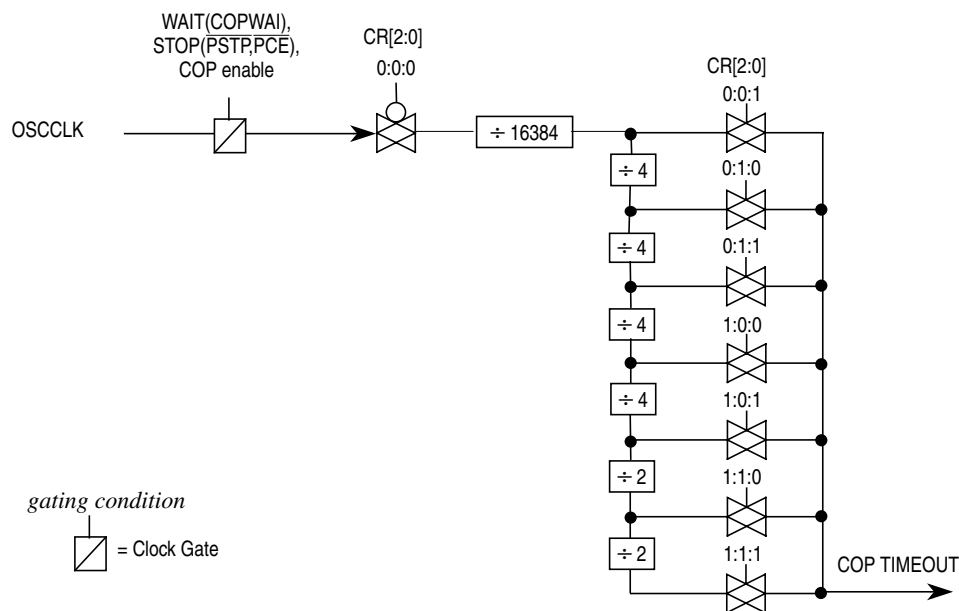 WAIT(COPWAI),
STOP(PSTP,PCE),
COP enable
CR[2:0]
0:0:0
CR[2:0]
0:0:1
OSCCLK
÷ 16384
÷ 4
0:1:0
÷ 4
0:1:1
÷ 4
1:0:0
÷ 4
1:0:1
÷ 2
1:1:0
÷ 2
1:1:1
gating condition
= Clock Gate
COP TIMEOUT